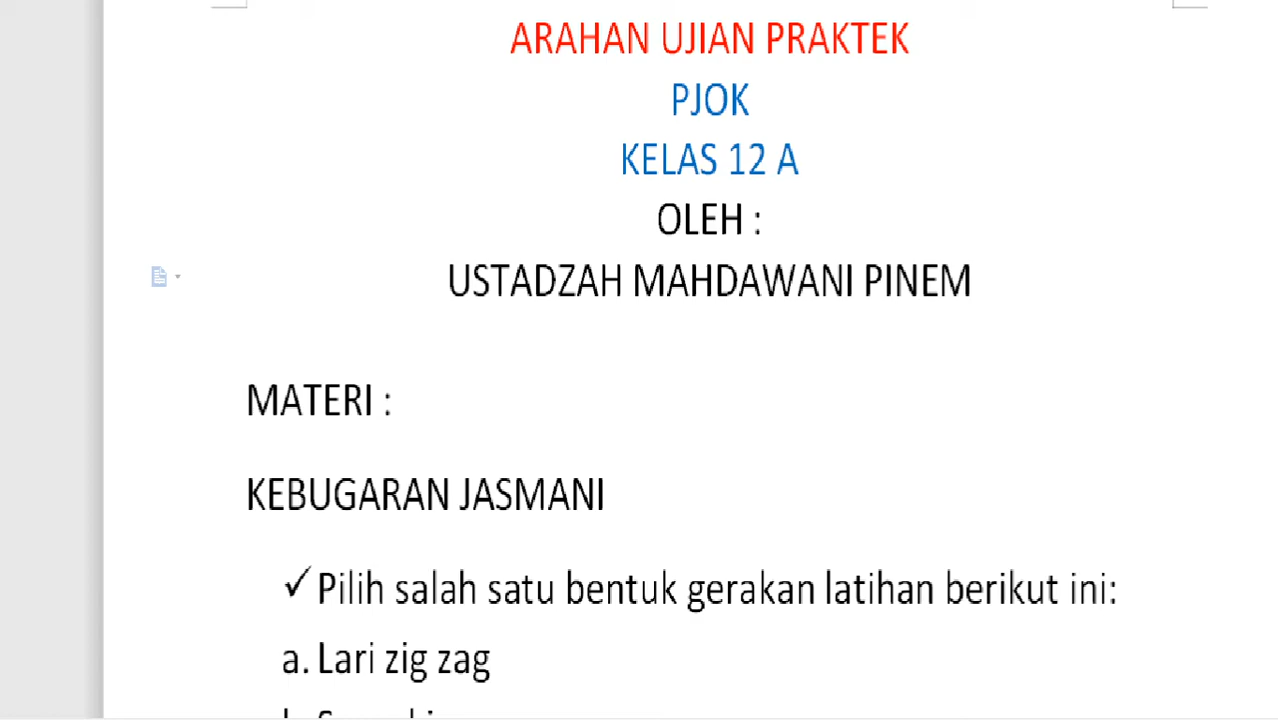 ARAHAN UJIAN PRAKTEK
PJOK
KELAS 12 A
OLEH :
USTADZAH MAHDAWANI PINEM
MATERI :
KEBUGARAN JASMANI
✓Pilih salah satu bentuk gerakan latihan berikut ini:
a. Lari zig zag